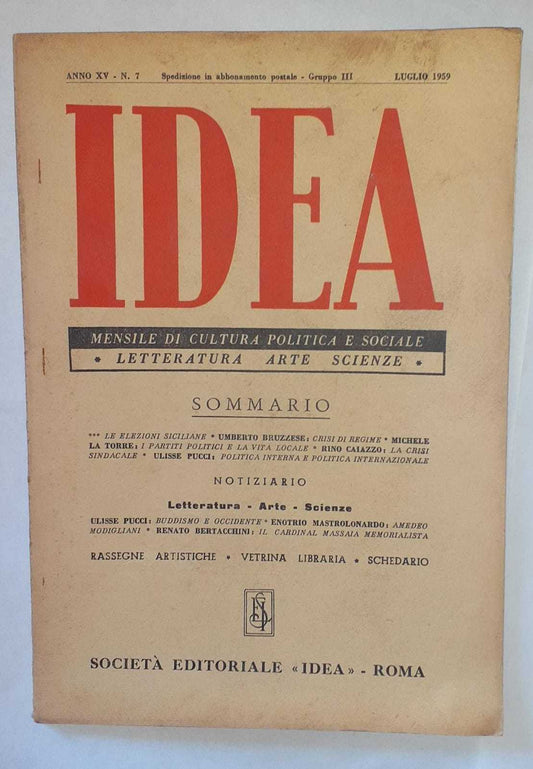 ANNO XV - N. 7 Spedizione in abbonamento postale - Gruppo III LUGLIO 1959
IDEA
MENSILE DI CULTURA POLITICA E SOCIALE
* LETTERATURA ARTE SCIENZE *
SOMMARIO
*** LE ELEZIONI SICILIANE * UMBERTO BRUZZESE: CRISI DI REGIME * MICHELE
LA TORRE: I PARTITI POLITICI E LA VITA LOCALE * RINO CAIAZZO: LA CRISI
SINDACALE * ULISSE PUCCI: POLITICA INTERNA E POLITICA INTERNAZIONALE
NOTIZIARIO
Letteratura - Arte - Scienze
ULISSE PUCCI: BUDDISMO E OCCIDENTE * ENOTRIO MASTROLONARDO: AMEDEO
MODIGLIANI * RENATO BERTACCHINI: IL CARDINAL MASSAIA MEMORIALISTA
RASSEGNE ARTISTICHE * VETRINA LIBRARIA * SCHEDARIO
SOCIETÀ EDITORIALE «IDEA» - ROMA